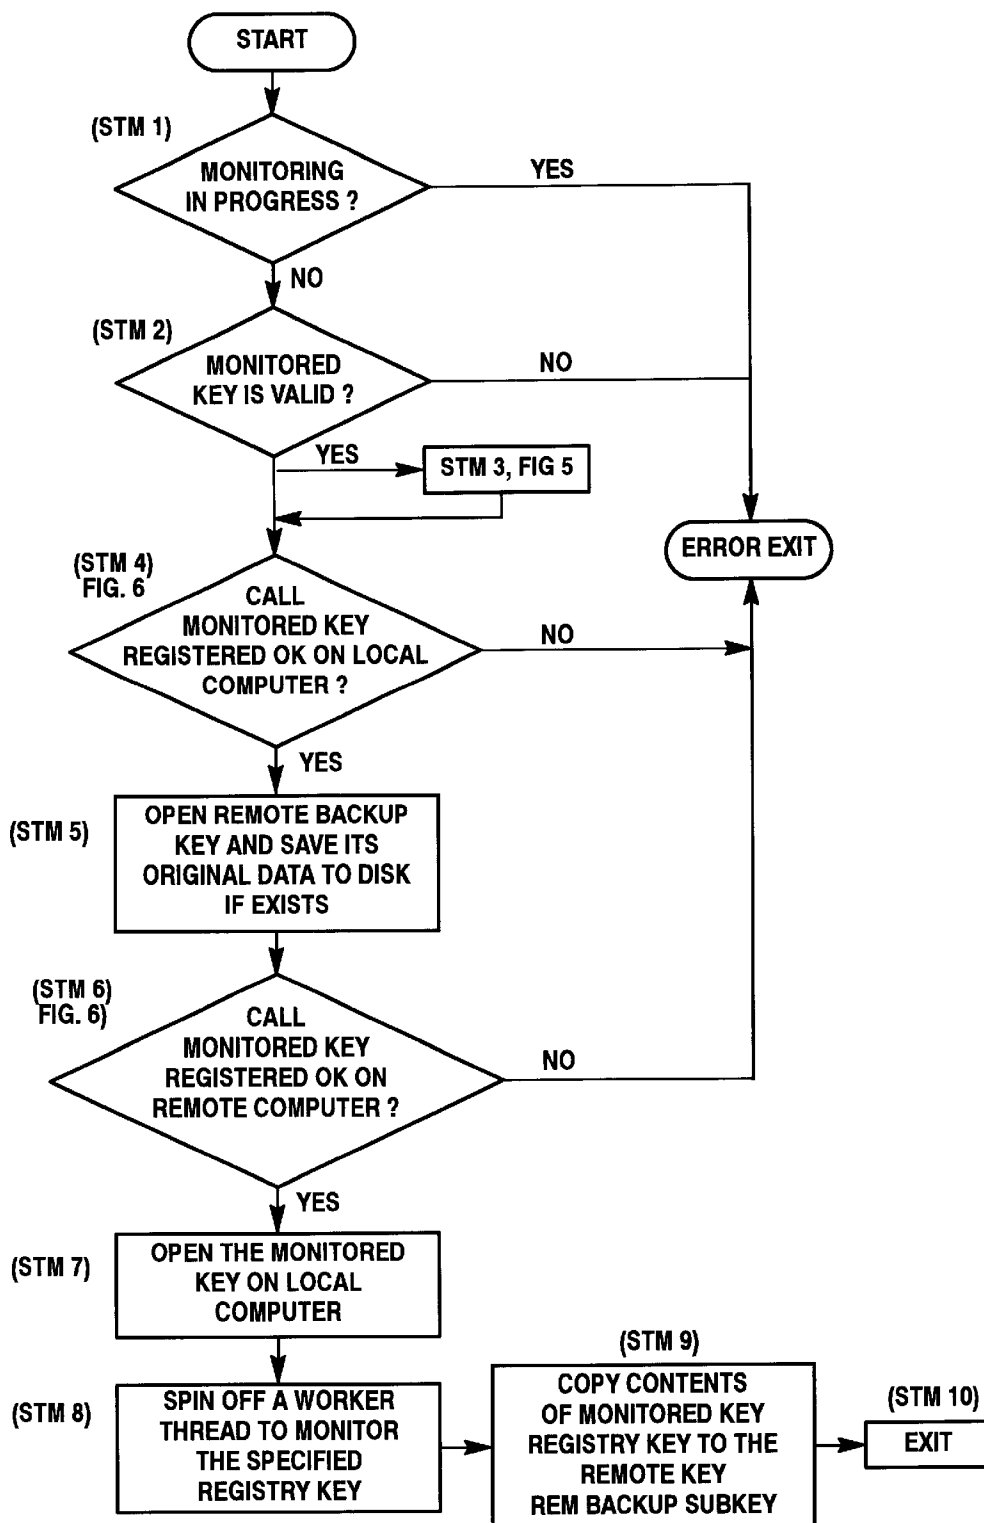 START
(STM 1)
MONITORING
IN PROGRESS ?
YES
NO
(STM 2)
MONITORED
KEY IS VALID ?
NO
YES
STM 3, FIG 5
ERROR EXIT
(STM 4)
FIG. 6
CALL
MONITORED KEY
REGISTERED OK ON LOCAL
COMPUTER ?
NO
YES
(STM 5)
OPEN REMOTE BACKUP
KEY AND SAVE ITS
ORIGINAL DATA TO DISK
IF EXISTS
(STM 6)
FIG. 6)
CALL
MONITORED KEY
REGISTERED OK ON
REMOTE COMPUTER ?
NO
YES
(STM 7)
OPEN THE MONITORED
KEY ON LOCAL
COMPUTER
(STM 8)
SPIN OFF A WORKER
THREAD TO MONITOR
THE SPECIFIED
REGISTRY KEY
(STM 9)
COPY CONTENTS
OF MONITORED KEY
REGISTRY KEY TO THE
REMOTE KEY
REM BACKUP SUBKEY
(STM 10)
EXIT